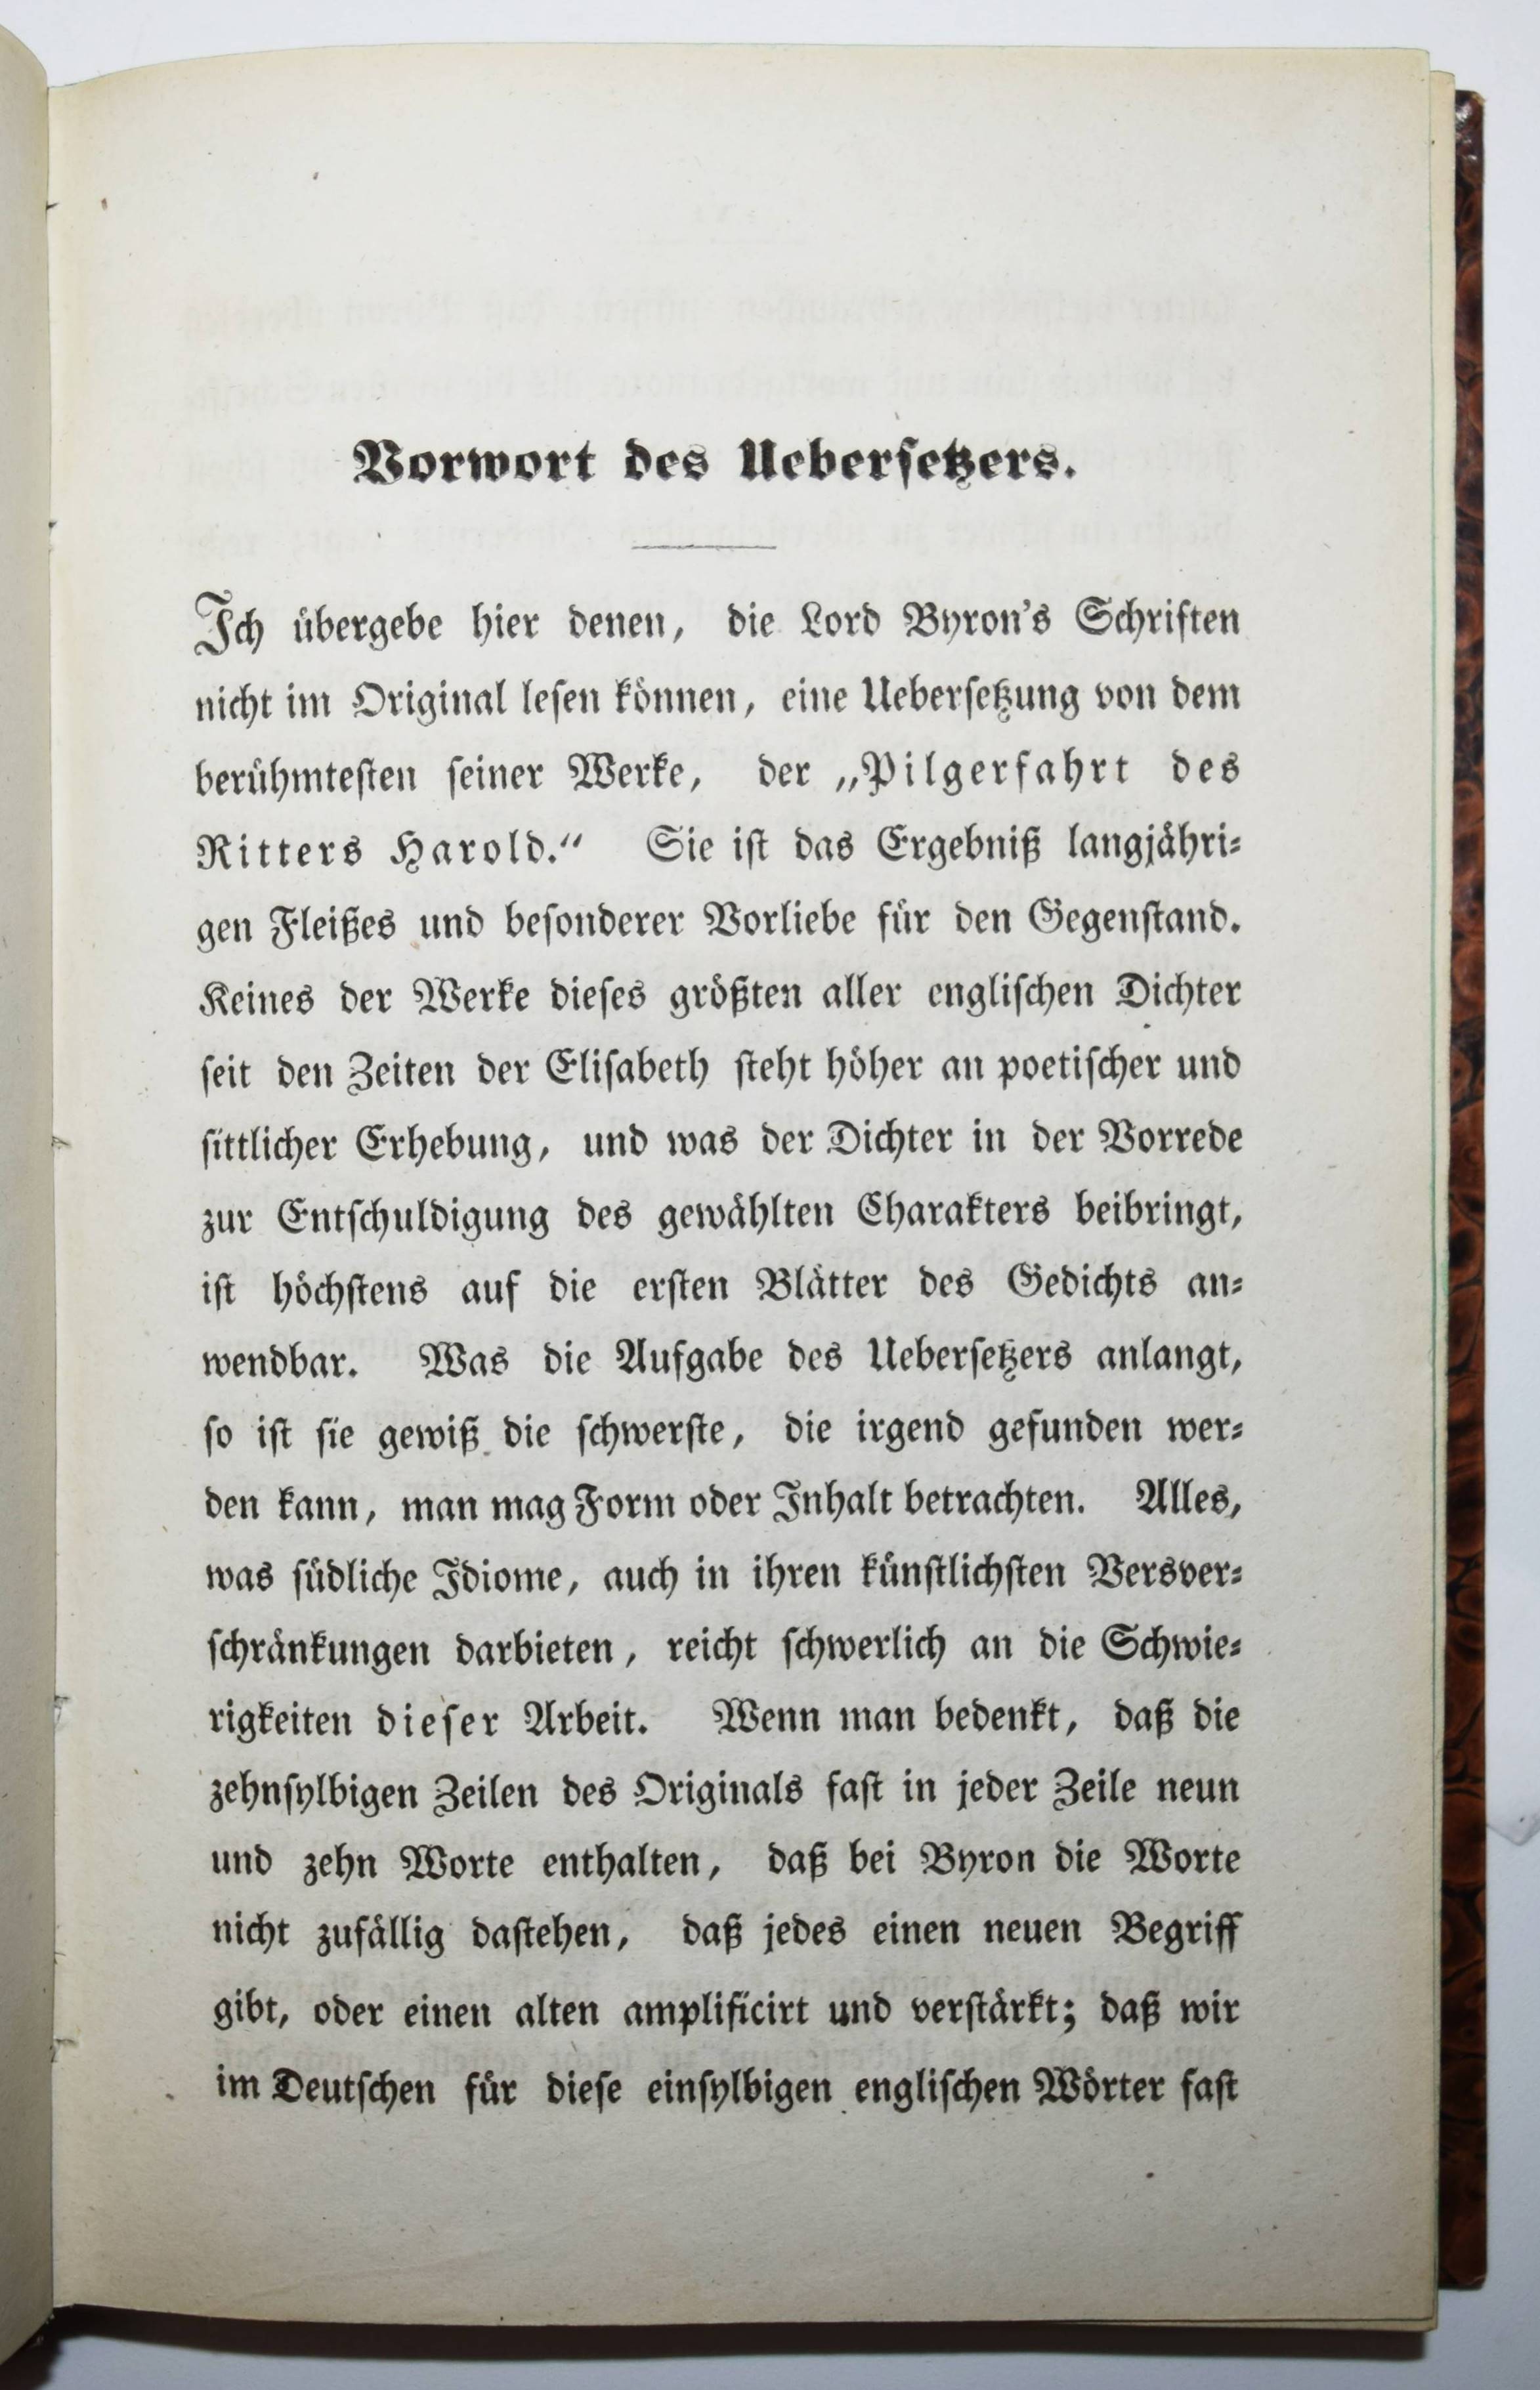 Vorwort des Uebersetzers.
Ich übergebe hier denen, die Lord Byron's Schriften
nicht im Original lesen können, eine Uebersetzung von dem
berühmtesten seiner Werke, der „Pilgerfahrt des
Ritters Harold.“ Sie ist das Ergebniß langjähri-
gen Fleißes und besonderer Vorliebe für den Gegenstand.
Keines der Werke dieses größten aller englischen Dichter
seit den Zeiten der Elisabeth steht höher an poetischer und
sittlicher Erhebung, und was der Dichter in der Vorrede
zur Entschuldigung des gewählten Charakters beibringt,
ist höchstens auf die ersten Blätter des Gedichts an-
wendbar. Was die Aufgabe des Uebersetzers anlangt,
so ist sie gewiß die schwerste, die irgend gefunden wer-
den kann, man mag Form oder Inhalt betrachten. Alles,
was südliche Idiome, auch in ihren künstlichsten Versver-
schränkungen darbieten, reicht schwerlich an die Schwie-
rigkeiten dieser Arbeit. Wenn man bedenkt, daß die
zehnsylbigen Zeilen des Originals fast in jeder Zeile neun
und zehn Worte enthalten, daß bei Byron die Worte
nicht zufällig dastehen, daß jedes einen neuen Begriff
gibt, oder einen alten amplificirt und verstärkt; daß wir
im Deutschen für diese einsylbigen englischen Wörter fast